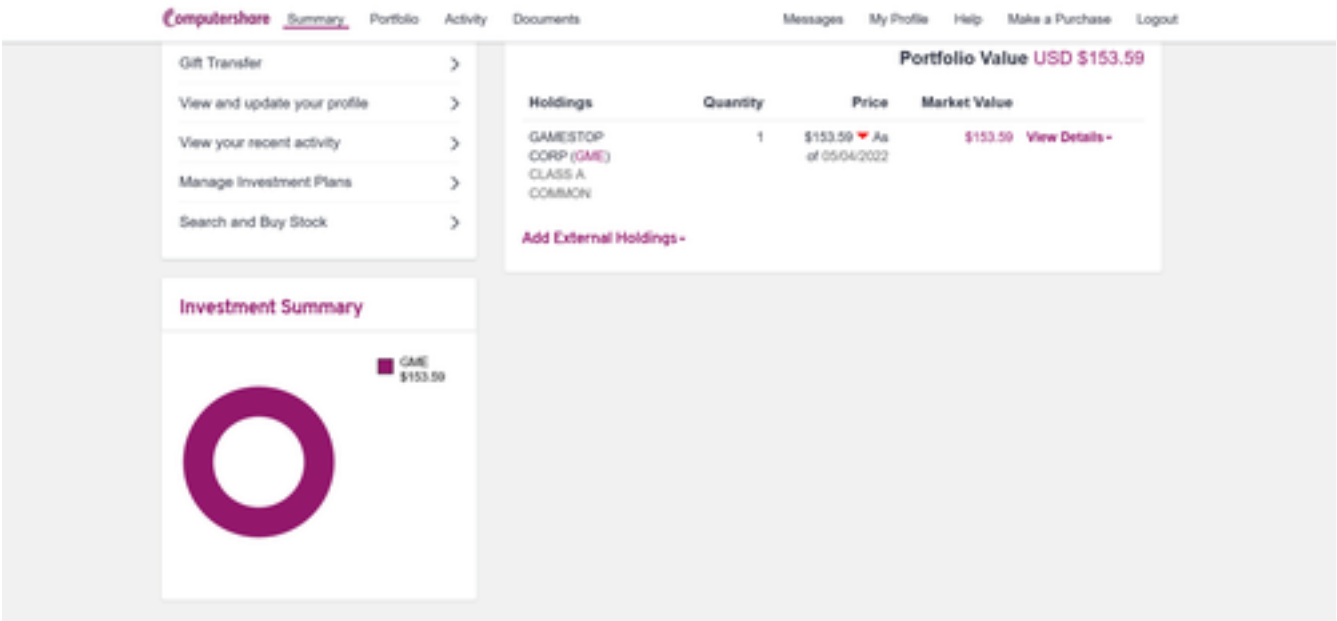 Computershare Summary Portfolio Activity Documents Messages My Profile Help Make a Purchase Logout
Gift Transfer
View and update your profile
View your recent activity
Manage Investment Plans
Search and Buy Stock
Portfolio Value USD $153.59
Holdings Quantity Price Market Value
GAMESTOP 1 $153.59 As $153.59 View Details
CORP (GME) of 05/04/2022
CLASS A
COMMON
Add External Holdings
Investment Summary
GME
$153.59